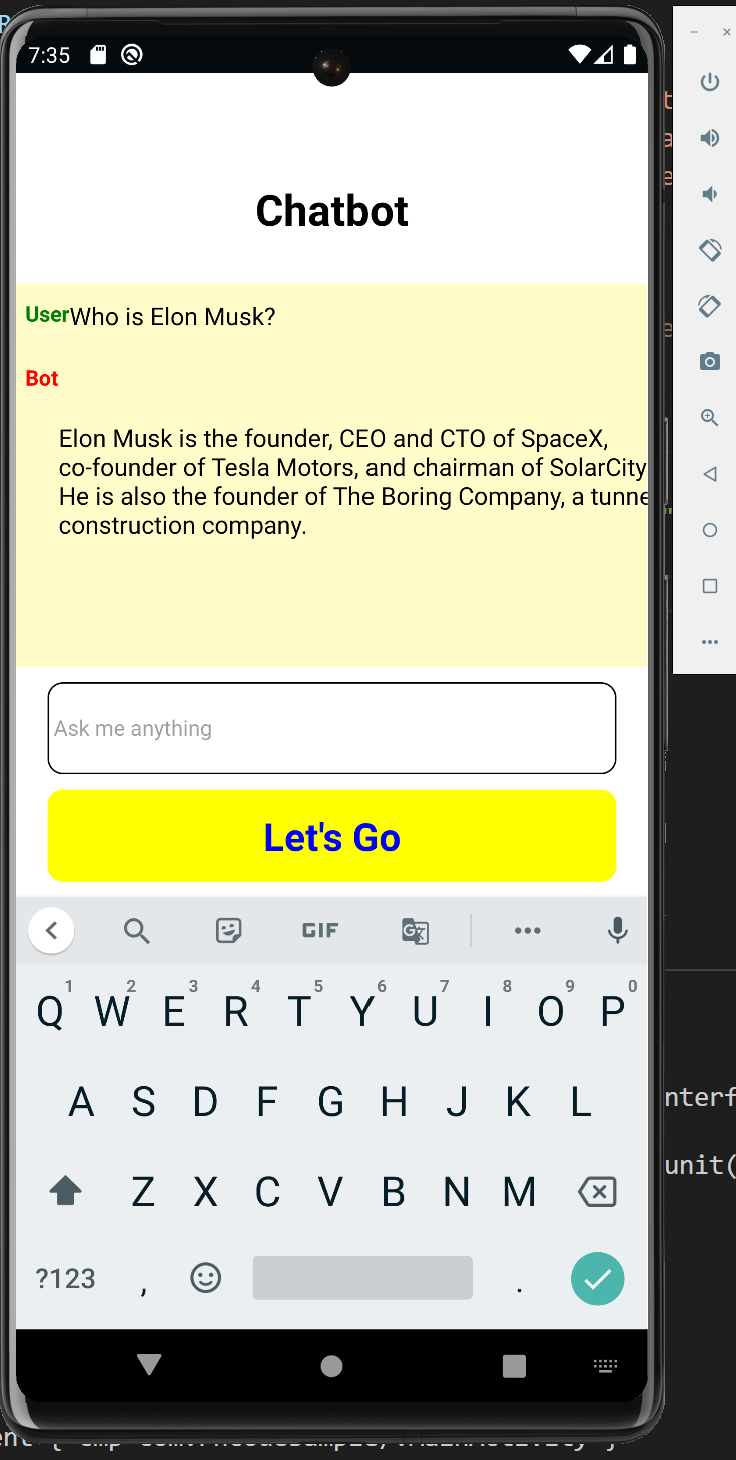 7:35
Chatbot
UserWho is Elon Musk?
Bot
Elon Musk is the founder, CEO and CTO of SpaceX,
co-founder of Tesla Motors, and chairman of SolarCity
He is also the founder of The Boring Company, a tunne
construction company.
Ask me anything
Let's Go
GIF
1 2 3 4 5 6 7 8 9 0
Q W E R T Y U I O P
A S D F G H J K L
Z X C V B N M
?123 , .
nterf
unit(